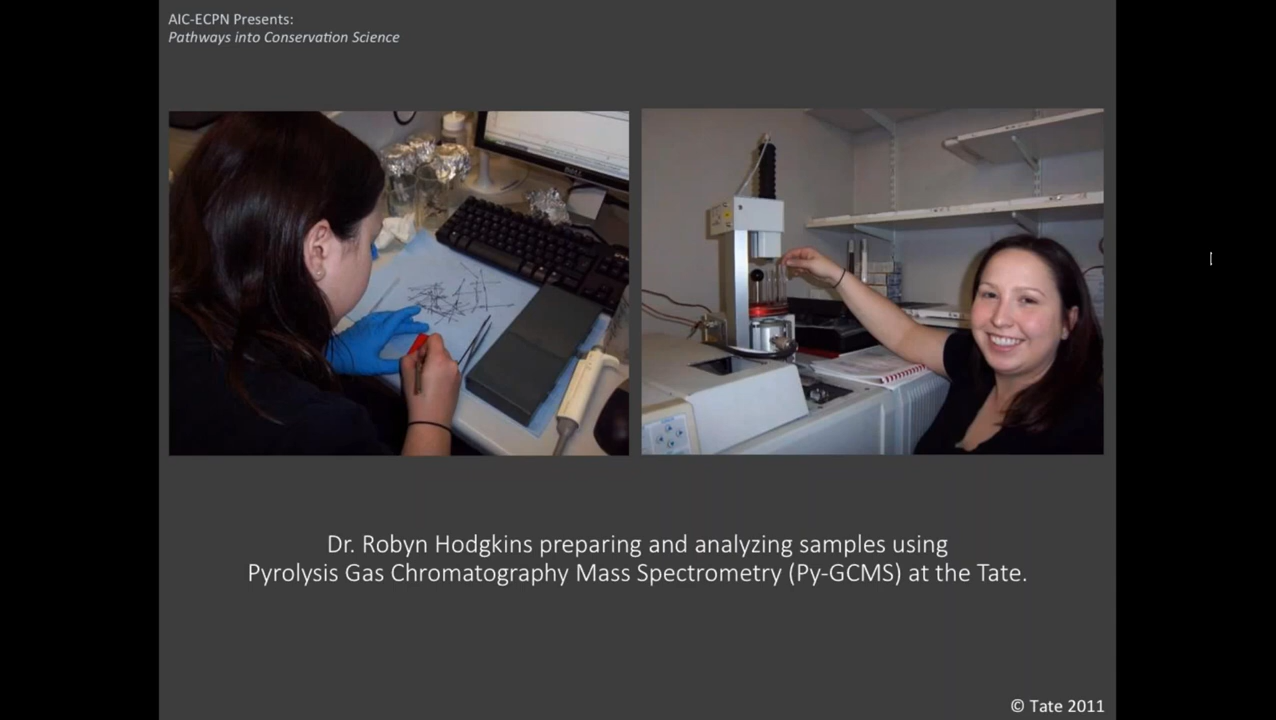 AIC-ECPN Presents:
Pathways into Conservation Science
Dr. Robyn Hodgkins preparing and analyzing samples using
Pyrolysis Gas Chromatography Mass Spectrometry (Py-GCMS) at the Tate.
© Tate 2011